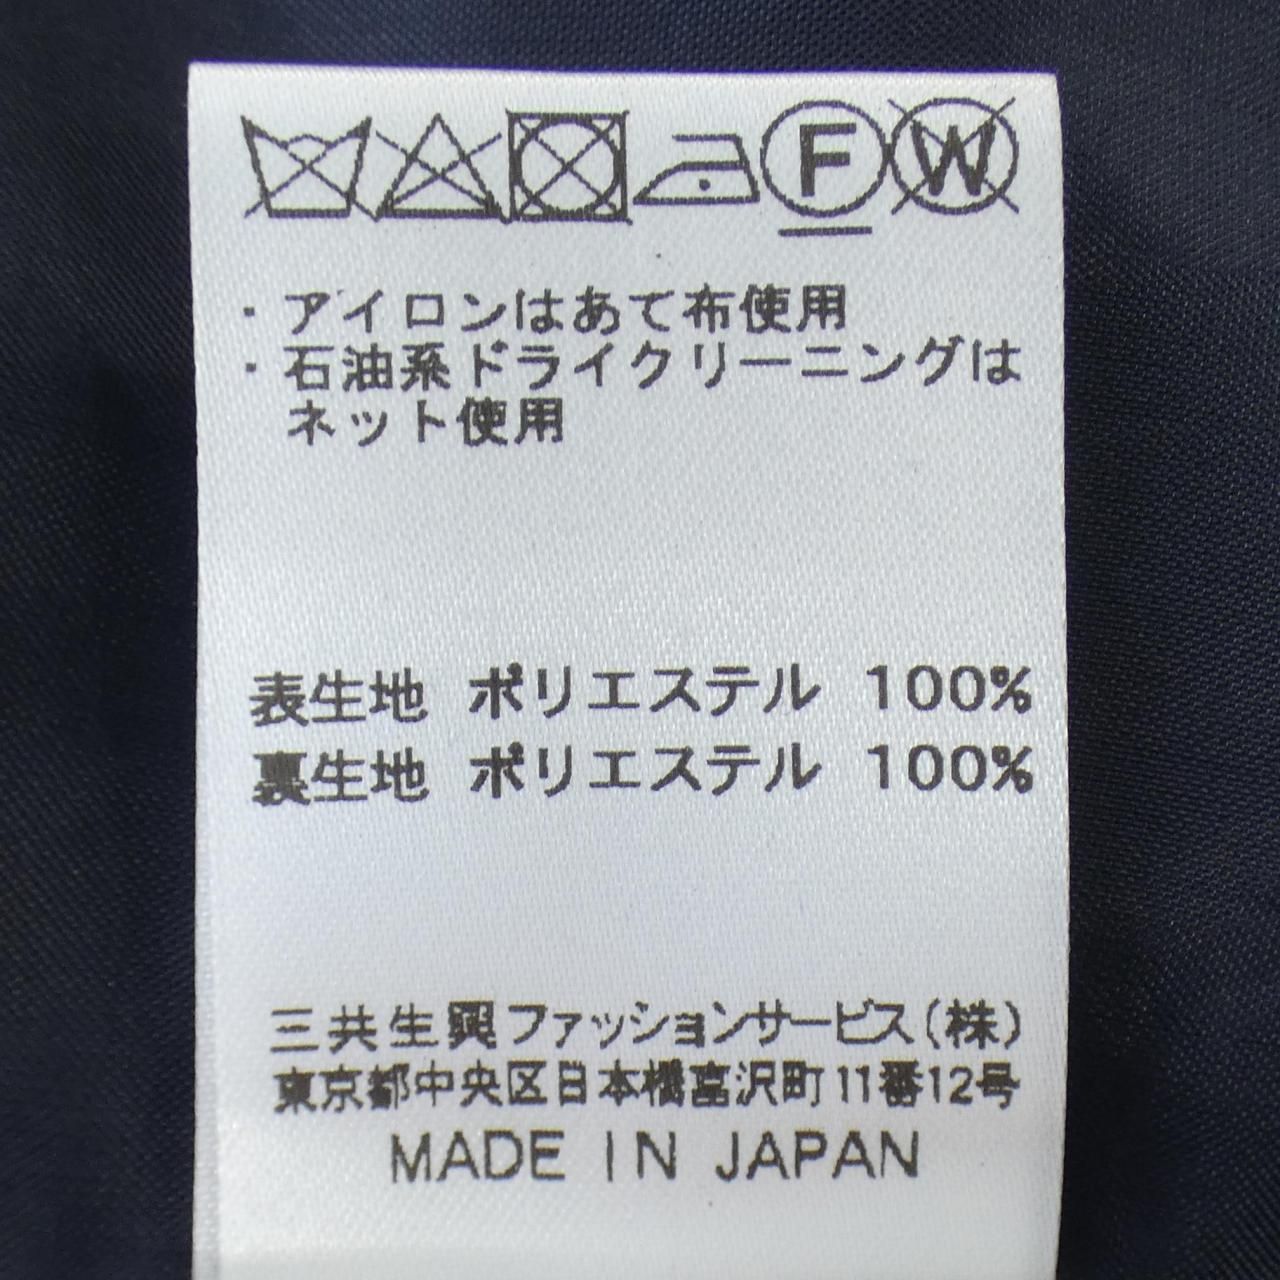 F W
・アイロンはあて布使用
・石油系ドライクリーニングは
ネット使用
表生地 ポリエステル 100%
裏生地 ポリエステル 100%
三共生興ファッションサービス(株)
東京都中央区日本橋富沢町11番12号
MADE IN JAPAN